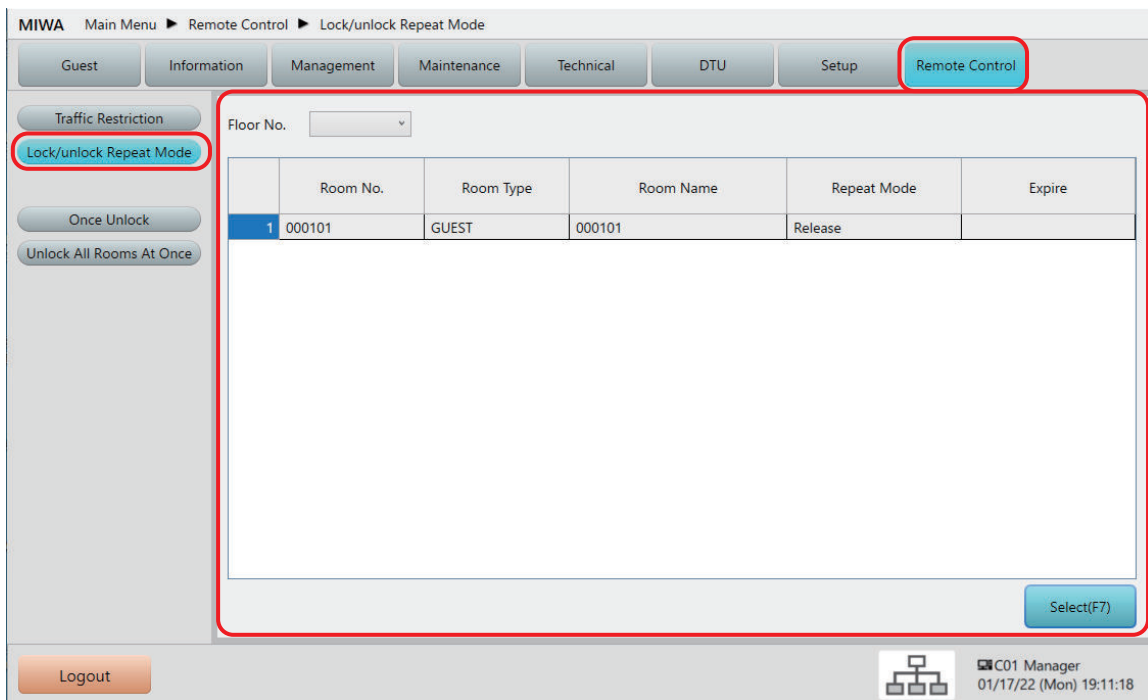 MIWA Main Menu ▶ Remote Control ▶ Lock/unlock Repeat Mode
Guest Information Management Maintenance Technical DTU Setup Remote Control
Traffic Restriction
Lock/unlock Repeat Mode
Once Unlock
Unlock All Rooms At Once
Floor No.
Room No. Room Type Room Name Repeat Mode Expire
1 000101 GUEST 000101 Release
Select(F7)
Logout
C01 Manager
01/17/22 (Mon) 19:11:18